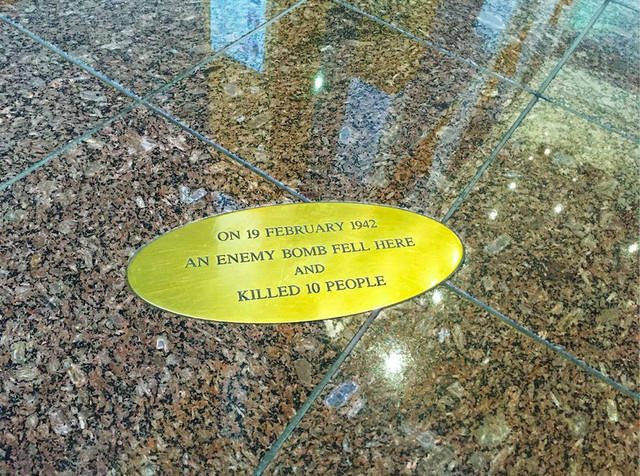 ON 19 FEBRUARY 1942
AN ENEMY BOMB FELL HERE
AND
KILLED 10 PEOPLE